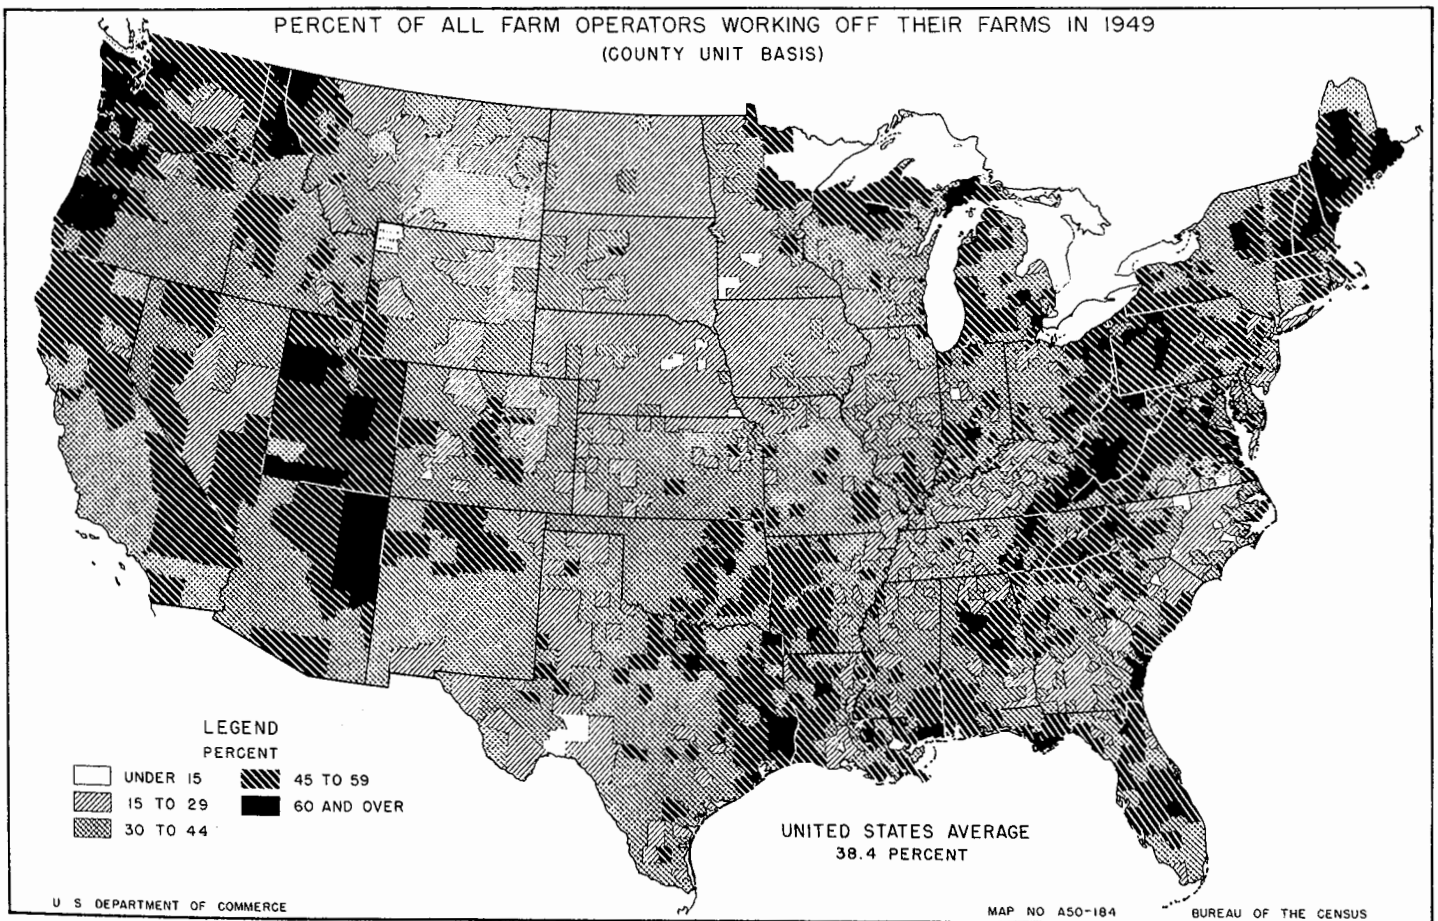 PERCENT OF ALL FARM OPERATORS WORKING OFF THEIR FARMS IN 1949
(COUNTY UNIT BASIS)
LEGEND
PERCENT
UNDER 15
15 TO 29
30 TO 44
45 TO 59
60 AND OVER
UNITED STATES AVERAGE
38.4 PERCENT
U S DEPARTMENT OF COMMERCE
MAP NO A50-184
BUREAU OF THE CENSUS